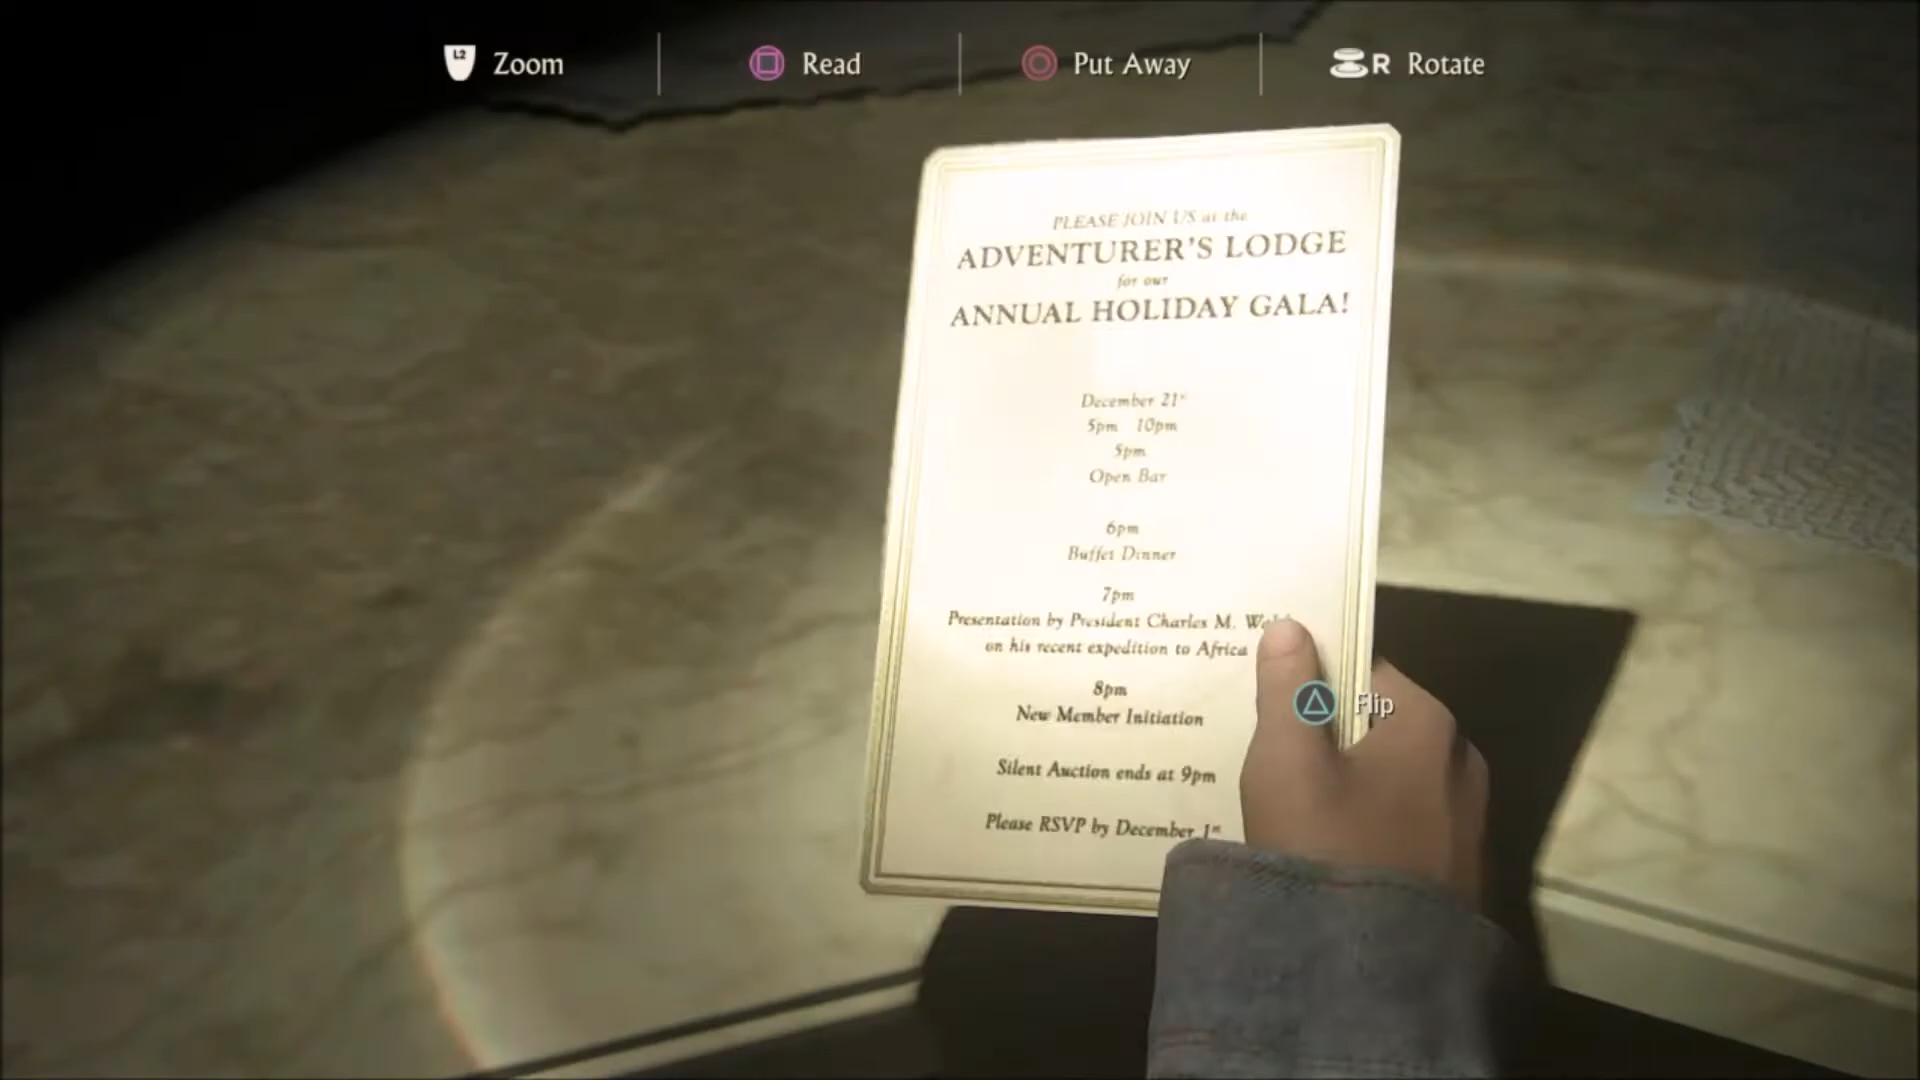 L2 Zoom
Read
Put Away
R Rotate
PLEASE JOIN US at the
ADVENTURER'S LODGE
for our
ANNUAL HOLIDAY GALA!
December 21st
5pm 10pm
5pm
Open Bar
6pm
Buffet Dinner
7pm
Presentation by President Charles M.
on his recent expedition to Africa
8pm
New Member Initiation
Silent Auction ends at 9pm
Please RSVP by December 1st
Flip